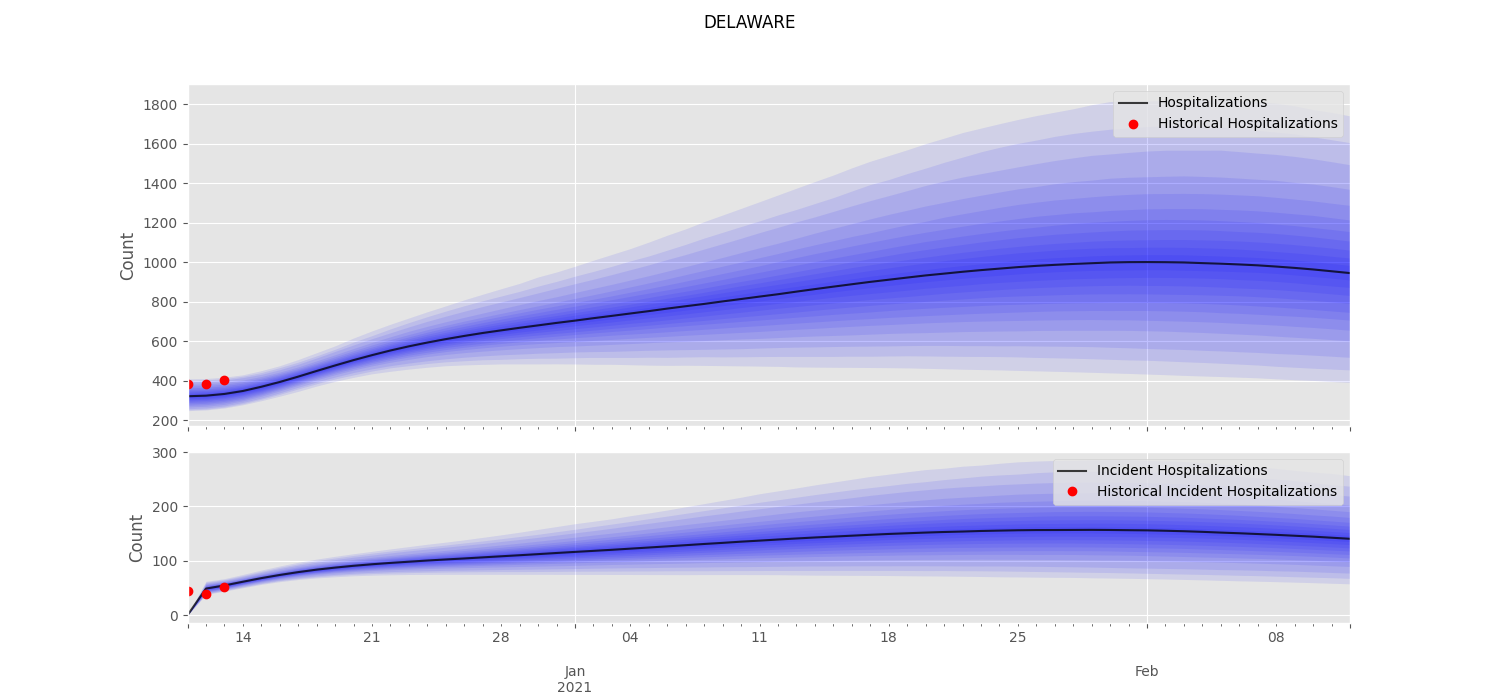 DELAWARE
Count
1800
1600
1400
1200
1000
800
600
400
200
Hospitalizations
Historical Hospitalizations
Count
300
200
100
0
Incident Hospitalizations
Historical Incident Hospitalizations
14 21 28 04 11 18 25 08
Jan Feb
2021